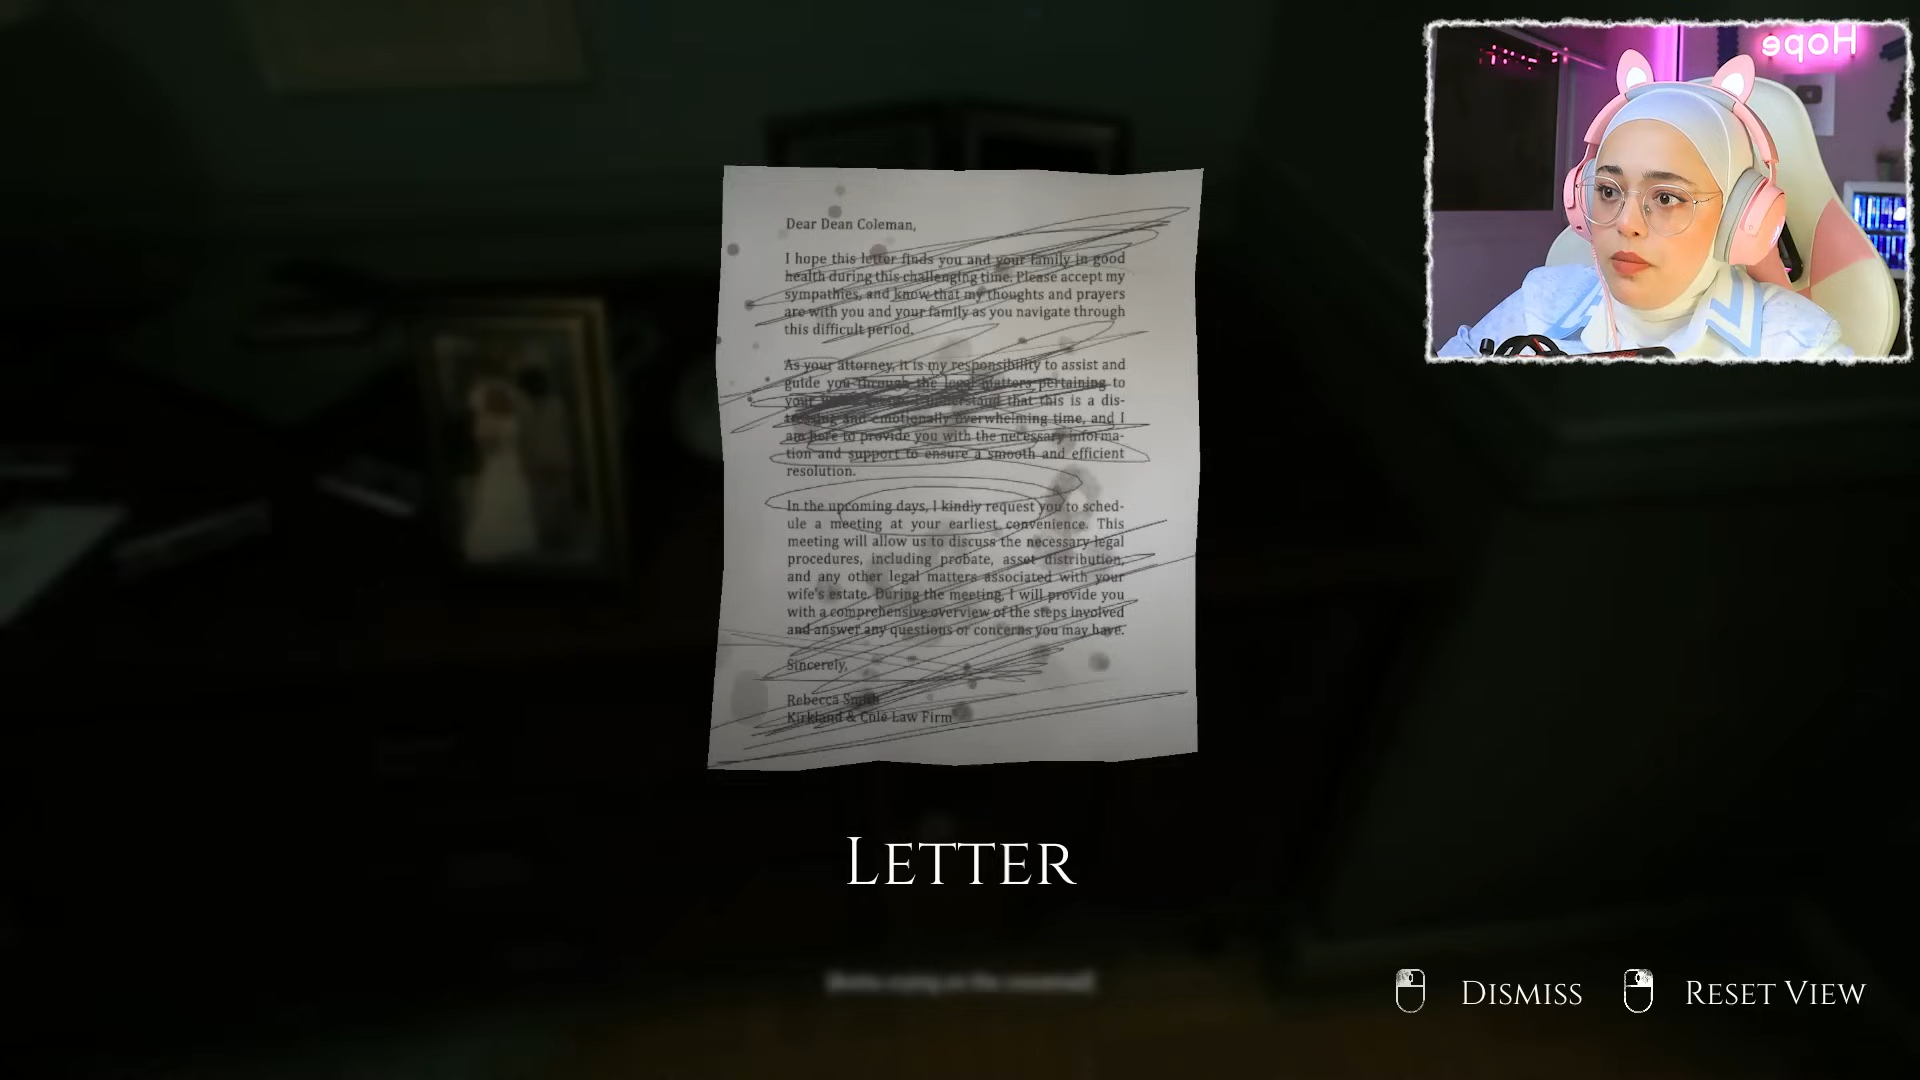 Hope
Dear Dean Coleman,
I hope this letter finds you and your family in good
health during this challenging time. Please accept my
sympathies, and know that my thoughts and prayers
are with you and your family as you navigate through
this difficult period.
As your attorney, it is my responsibility to assist and
guide you through the legal matters pertaining to
your understand that this is a dis-
tressing and emotionally overwhelming time, and I
am here to provide you with the necessary informa-
tion and support to ensure a smooth and efficient
resolution.
In the upcoming days, I kindly request you to sched-
ule a meeting at your earliest convenience. This
meeting will allow us to discuss the necessary legal
procedures, including probate, asset distribution,
and any other legal matters associated with your
wife's estate. During the meeting, I will provide you
with a comprehensive overview of the steps involved
and answer any questions or concerns you may have.
Sincerely,
Rebecca Smith
Kirkland & Cole Law Firm
LETTER
DISMISS
RESET VIEW